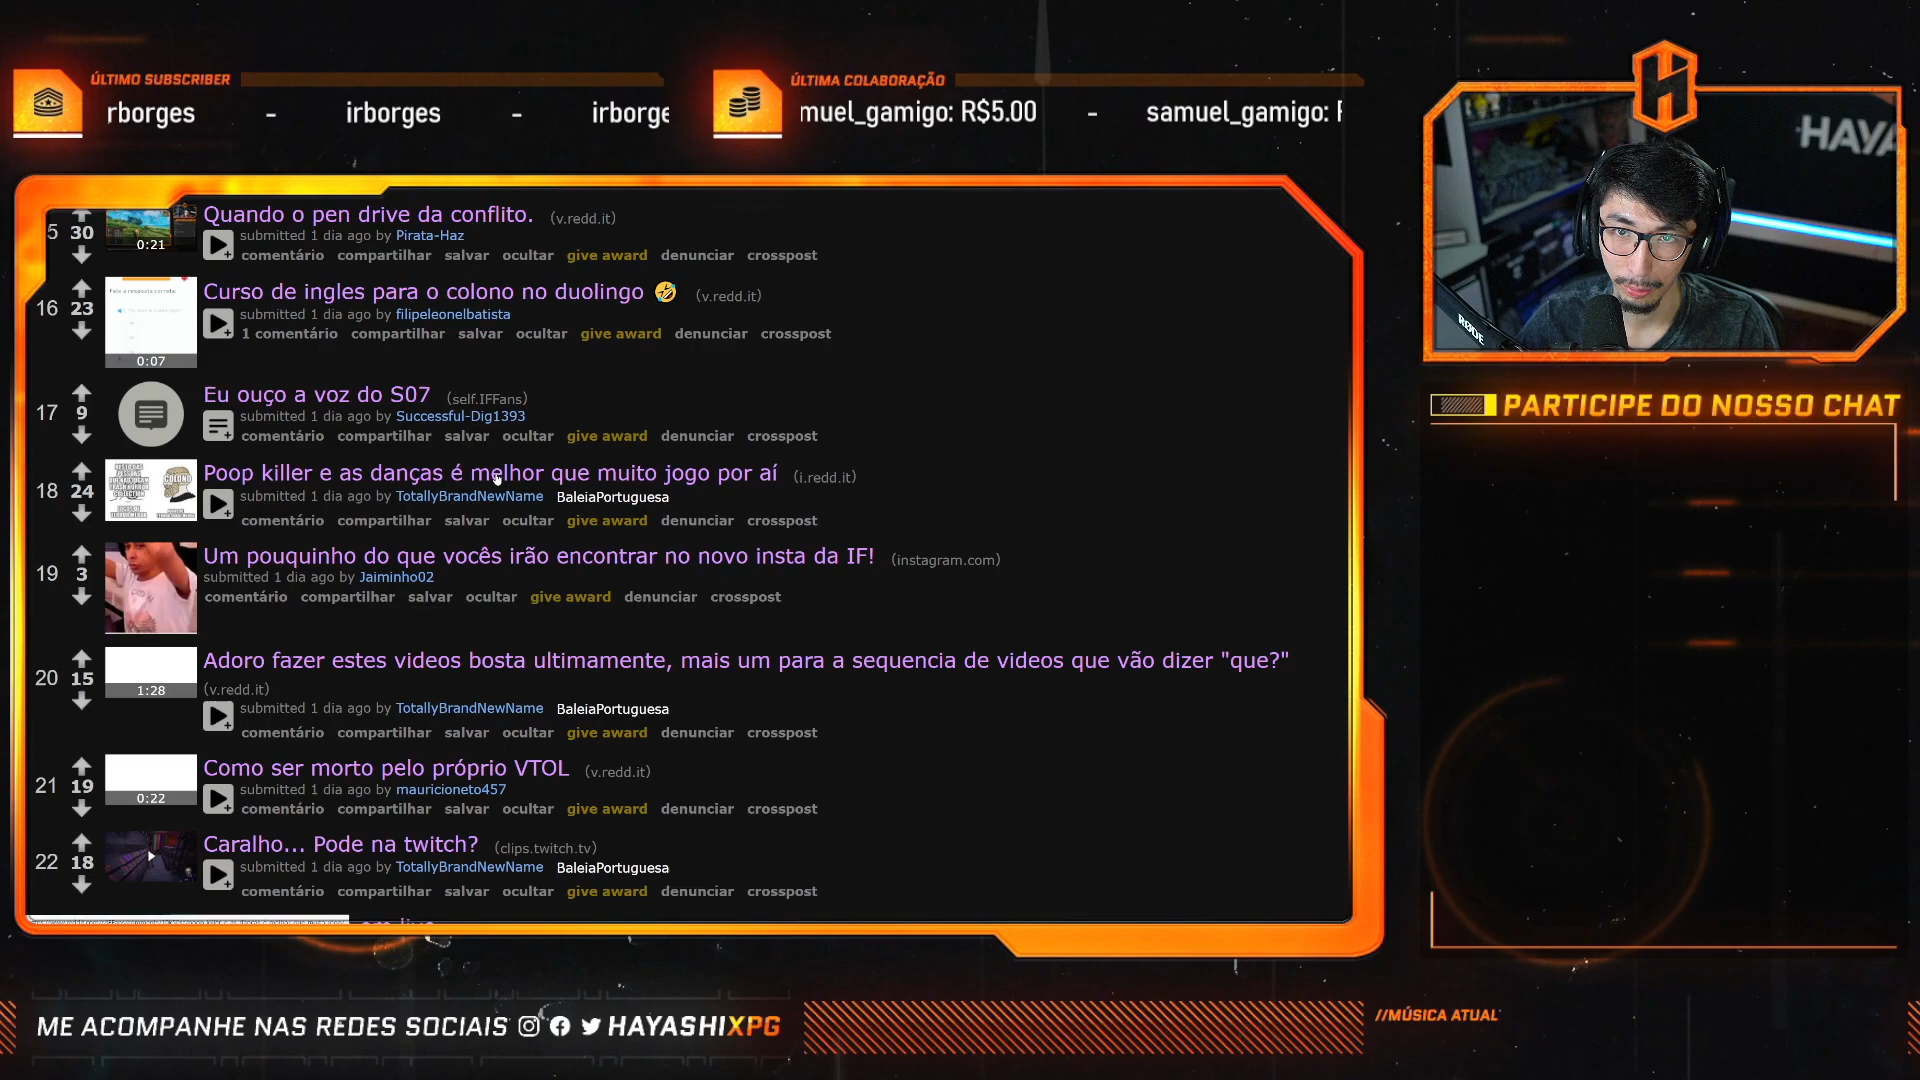 ÚLTIMO SUBSCRIBER
rborges - irborges - irborge
ÚLTIMA COLABORAÇÃO
muel_gamigo: R$5.00 - samuel_gamigo: R
HAYA
RØDE
PARTICIPE DO NOSSO CHAT
Quando o pen drive da conflito. (v.redd.it)
5 30
0:21
submitted 1 dia ago by Pirata-Haz
comentário compartilhar salvar ocultar give award denunciar crosspost
Curso de ingles para o colono no duolingo 🤣 (v.redd.it)
16 23
0:07
submitted 1 dia ago by filipeleonelbatista
1 comentário compartilhar salvar ocultar give award denunciar crosspost
Eu ouço a voz do S07 (self.IFFans)
17 9
submitted 1 dia ago by Successful-Dig1393
comentário compartilhar salvar ocultar give award denunciar crosspost
Poop killer e as danças é melhor que muito jogo por aí (i.redd.it)
18 24
COLONO
submitted 1 dia ago by TotallyBrandNewName BaleiaPortuguesa
comentário compartilhar salvar ocultar give award denunciar crosspost
Um pouquinho do que vocês irão encontrar no novo insta da IF! (instagram.com)
19 3
submitted 1 dia ago by Jaiminho02
comentário compartilhar salvar ocultar give award denunciar crosspost
Adoro fazer estes videos bosta ultimamente, mais um para a sequencia de videos que vão dizer "que?"
20 15
1:28
(v.redd.it)
submitted 1 dia ago by TotallyBrandNewName BaleiaPortuguesa
comentário compartilhar salvar ocultar give award denunciar crosspost
Como ser morto pelo próprio VTOL (v.redd.it)
21 19
0:22
submitted 1 dia ago by mauricioneto457
comentário compartilhar salvar ocultar give award denunciar crosspost
Caralho... Pode na twitch? (clips.twitch.tv)
22 18
submitted 1 dia ago by TotallyBrandNewName BaleiaPortuguesa
comentário compartilhar salvar ocultar give award denunciar crosspost
ME ACOMPANHE NAS REDES SOCIAIS HAYASHIXPG
//MÚSICA ATUAL